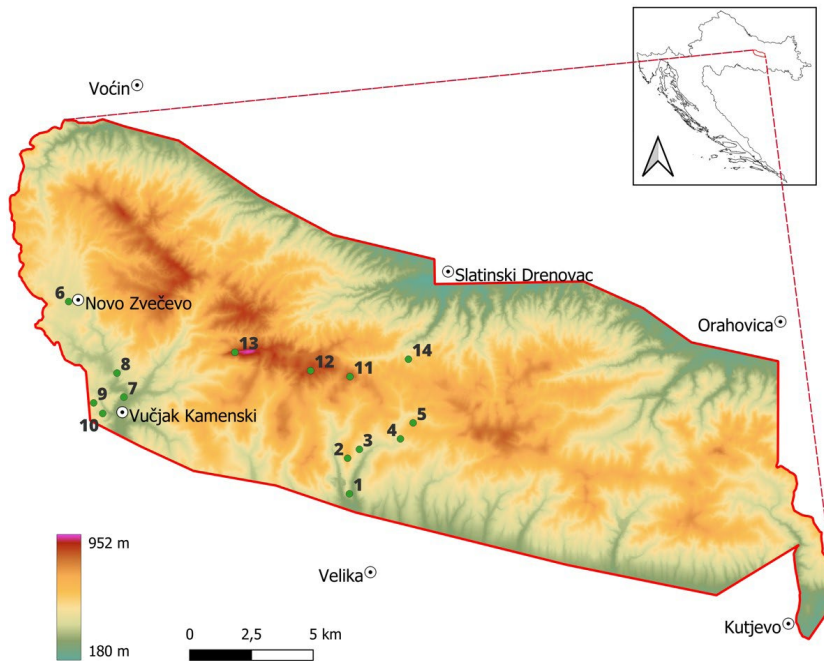 Voćin
Slatinski Drenovac
6
Novo Zvečevo
Orahovica
13
14
12
11
8
7
9
10
Vučjak Kamenski
5
4
3
2
1
952 m
180 m
Velika
0
2,5
5 km
Kutjevo